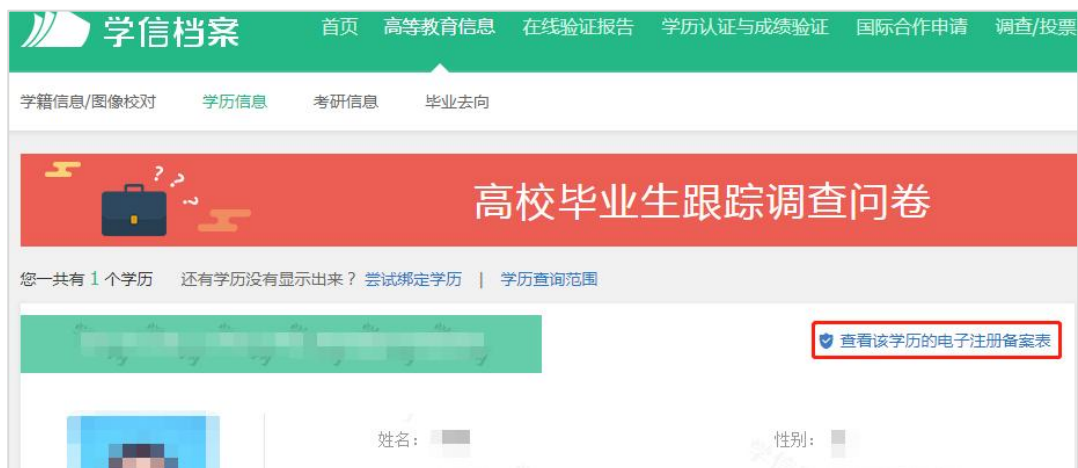 学信档案 首页 高等教育信息 在线验证报告 学历认证与成绩验证 国际合作申请 调查/投票
学籍信息/图像校对 学历信息 考研信息 毕业去向
? ? ?
高校毕业生跟踪调查问卷
您一共有 1 个学历 还有学历没有显示出来？ 尝试绑定学历 | 学历查询范围
查看该学历的电子注册备案表
姓名： 性别：